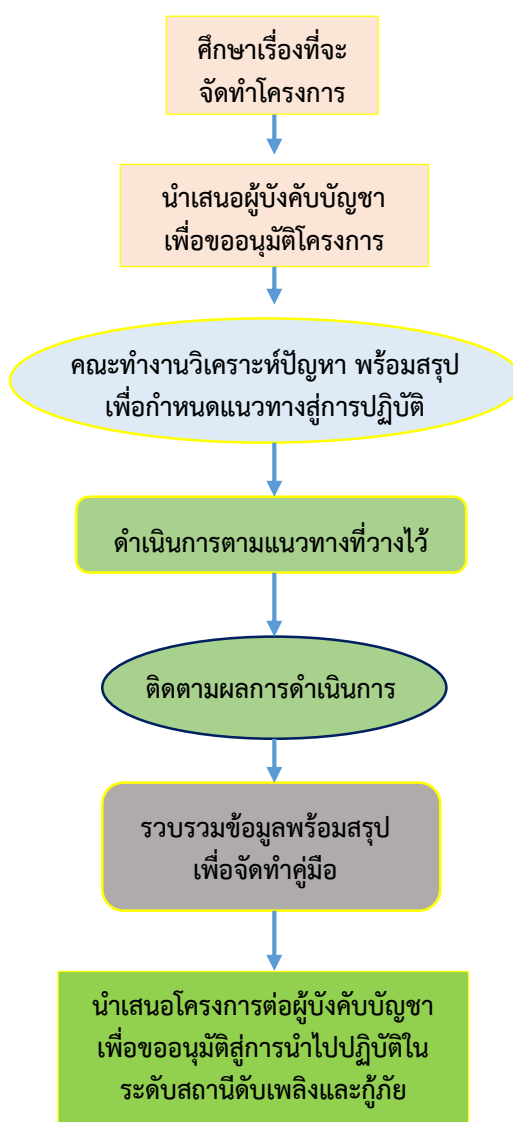 ศึกษาเรื่องที่จะ
จัดทำโครงการ
นำเสนอผู้บังคับบัญชา
เพื่อขออนุมัติโครงการ
คณะทำงานวิเคราะห์ปัญหา พร้อมสรุป
เพื่อกำหนดแนวทางสู่การปฏิบัติ
ดำเนินการตามแนวทางที่วางไว้
ติดตามผลการดำเนินการ
รวบรวมข้อมูลพร้อมสรุป
เพื่อจัดทำคู่มือ
นำเสนอโครงการต่อผู้บังคับบัญชา
เพื่อขออนุมัติสู่การนำไปปฏิบัติใน
ระดับสถานีดับเพลิงและกู้ภัย